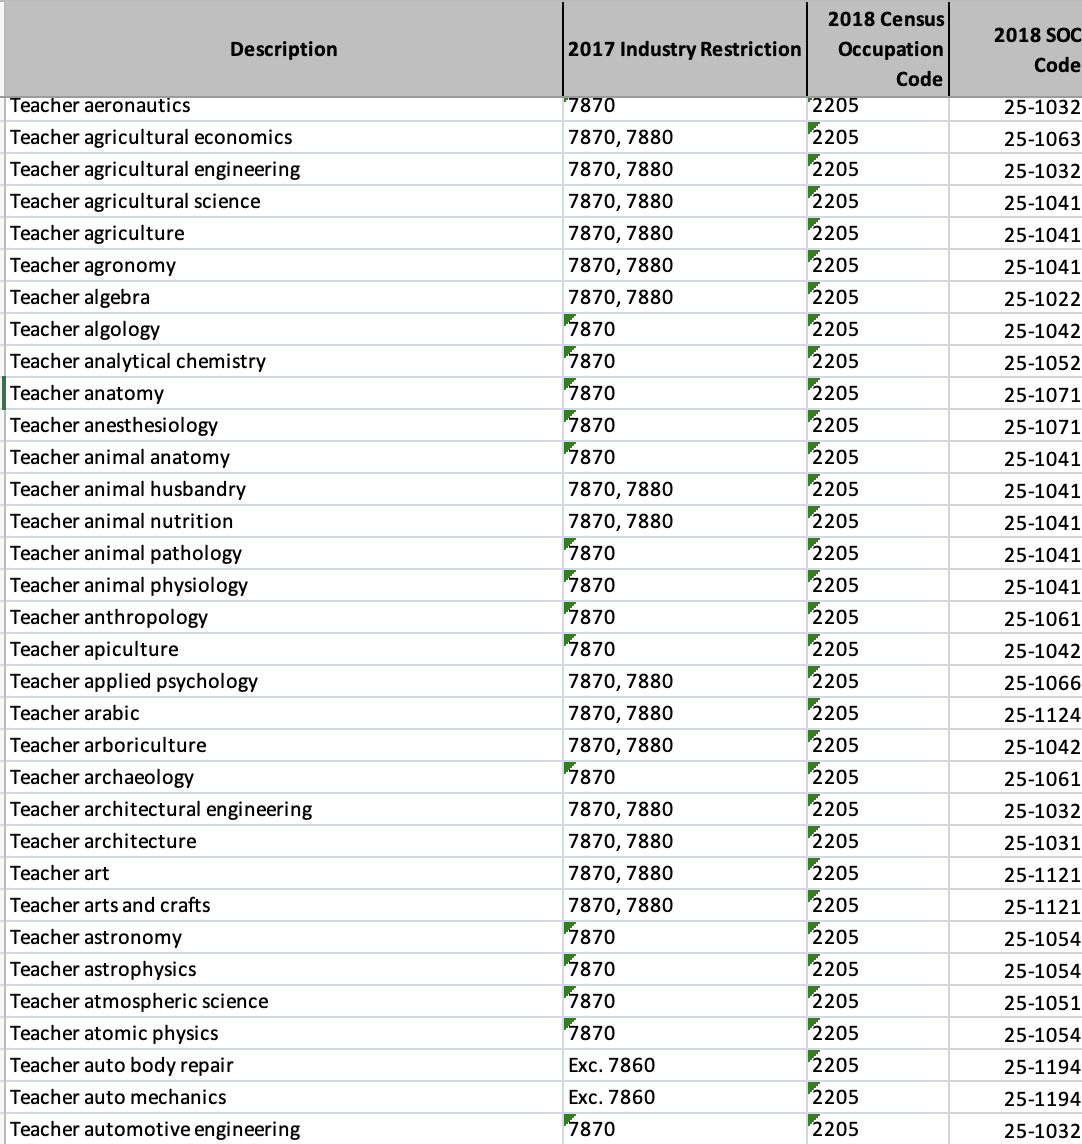 Description 2017 Industry Restriction 2018 Census Occupation Code 2018 SOC Code
Teacher aeronautics 7870 2205 25-1032
Teacher agricultural economics 7870, 7880 2205 25-1063
Teacher agricultural engineering 7870, 7880 2205 25-1032
Teacher agricultural science 7870, 7880 2205 25-1041
Teacher agriculture 7870, 7880 2205 25-1041
Teacher agronomy 7870, 7880 2205 25-1041
Teacher algebra 7870, 7880 2205 25-1022
Teacher algology 7870 2205 25-1042
Teacher analytical chemistry 7870 2205 25-1052
Teacher anatomy 7870 2205 25-1071
Teacher anesthesiology 7870 2205 25-1071
Teacher animal anatomy 7870 2205 25-1041
Teacher animal husbandry 7870, 7880 2205 25-1041
Teacher animal nutrition 7870, 7880 2205 25-1041
Teacher animal pathology 7870 2205 25-1041
Teacher animal physiology 7870 2205 25-1041
Teacher anthropology 7870 2205 25-1061
Teacher apiculture 7870 2205 25-1042
Teacher applied psychology 7870, 7880 2205 25-1066
Teacher arabic 7870, 7880 2205 25-1124
Teacher arboriculture 7870, 7880 2205 25-1042
Teacher archaeology 7870 2205 25-1061
Teacher architectural engineering 7870, 7880 2205 25-1032
Teacher architecture 7870, 7880 2205 25-1031
Teacher art 7870, 7880 2205 25-1121
Teacher arts and crafts 7870, 7880 2205 25-1121
Teacher astronomy 7870 2205 25-1054
Teacher astrophysics 7870 2205 25-1054
Teacher atmospheric science 7870 2205 25-1051
Teacher atomic physics 7870 2205 25-1054
Teacher auto body repair Exc. 7860 2205 25-1194
Teacher auto mechanics Exc. 7860 2205 25-1194
Teacher automotive engineering 7870 2205 25-1032